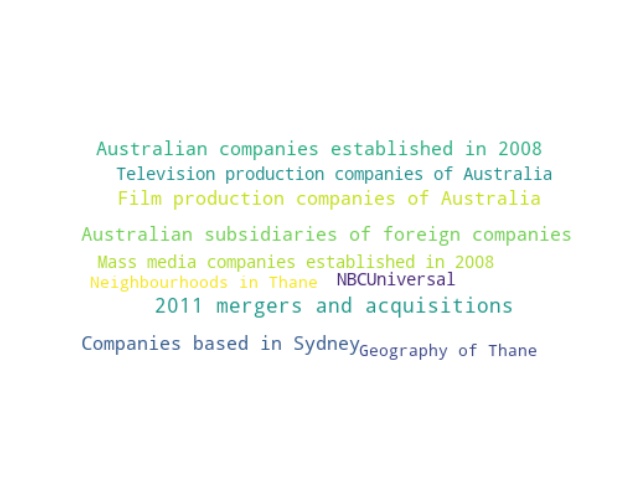 Australian companies established in 2008
Television production companies of Australia
Film production companies of Australia
Australian subsidiaries of foreign companies
Mass media companies established in 2008
Neighbourhoods in Thane
NBCUniversal
2011 mergers and acquisitions
Companies based in Sydney
Geography of Thane